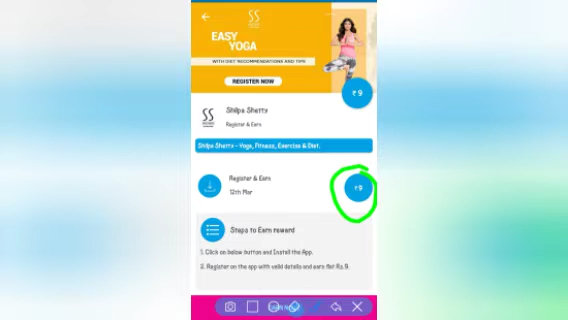 SS
EASY
YOGA
WITH DIET RECOMMENDATIONS AND TIPS
REGISTER NOW
₹ 9
SS
Shilpa Shetty
Register & Earn
Shilpa Shetty - Yoga, Fitness, Exercise & Diet.
Register & Earn
12th Mar
₹ 9
Steps to Earn reward
1. Click on below button and Install the App.
2. Register on the app with valid details and earn flat Rs.9.